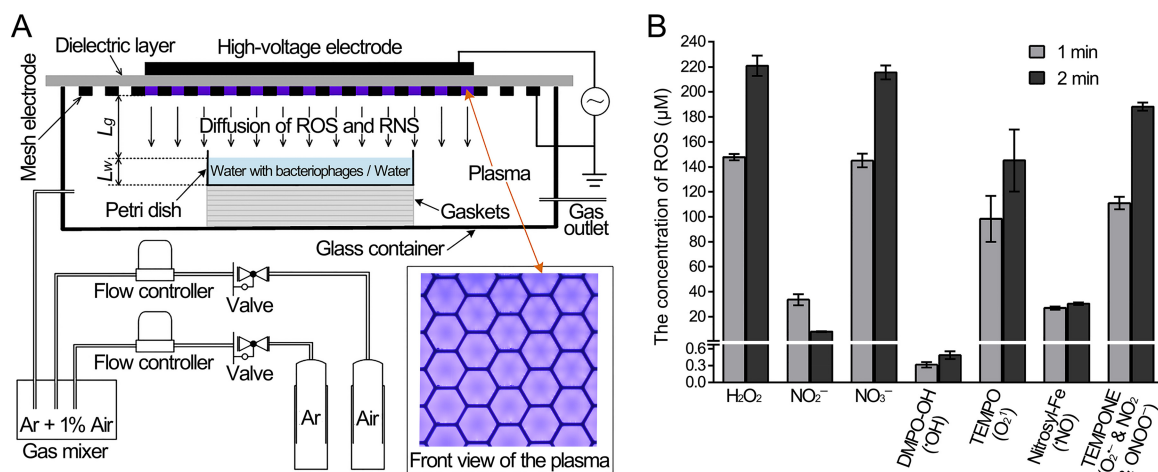 A
Dielectric layer
High-voltage electrode
Mesh electrode
Lg
Diffusion of ROS and RNS
Lw
Water with bacteriophages / Water
Plasma
Petri dish
Gaskets
Gas
outlet
Glass container
Flow controller
Valve
Flow controller
Valve
Ar + 1% Air
Gas mixer
Ar
Air
Front view of the plasma
B
The concentration of ROS (μM)
240
220
200
180
160
140
120
100
80
60
40
20
0.6
0.3
0.0
1 min
2 min
H₂O₂
NO₂⁻
NO₃⁻
DMPO-OH
(•OH)
TEMPO
(O₂¹)
Nitrosyl-Fe
(•NO)
TEMPONE
O₂•⁻ & NO₂
ONOO⁻)